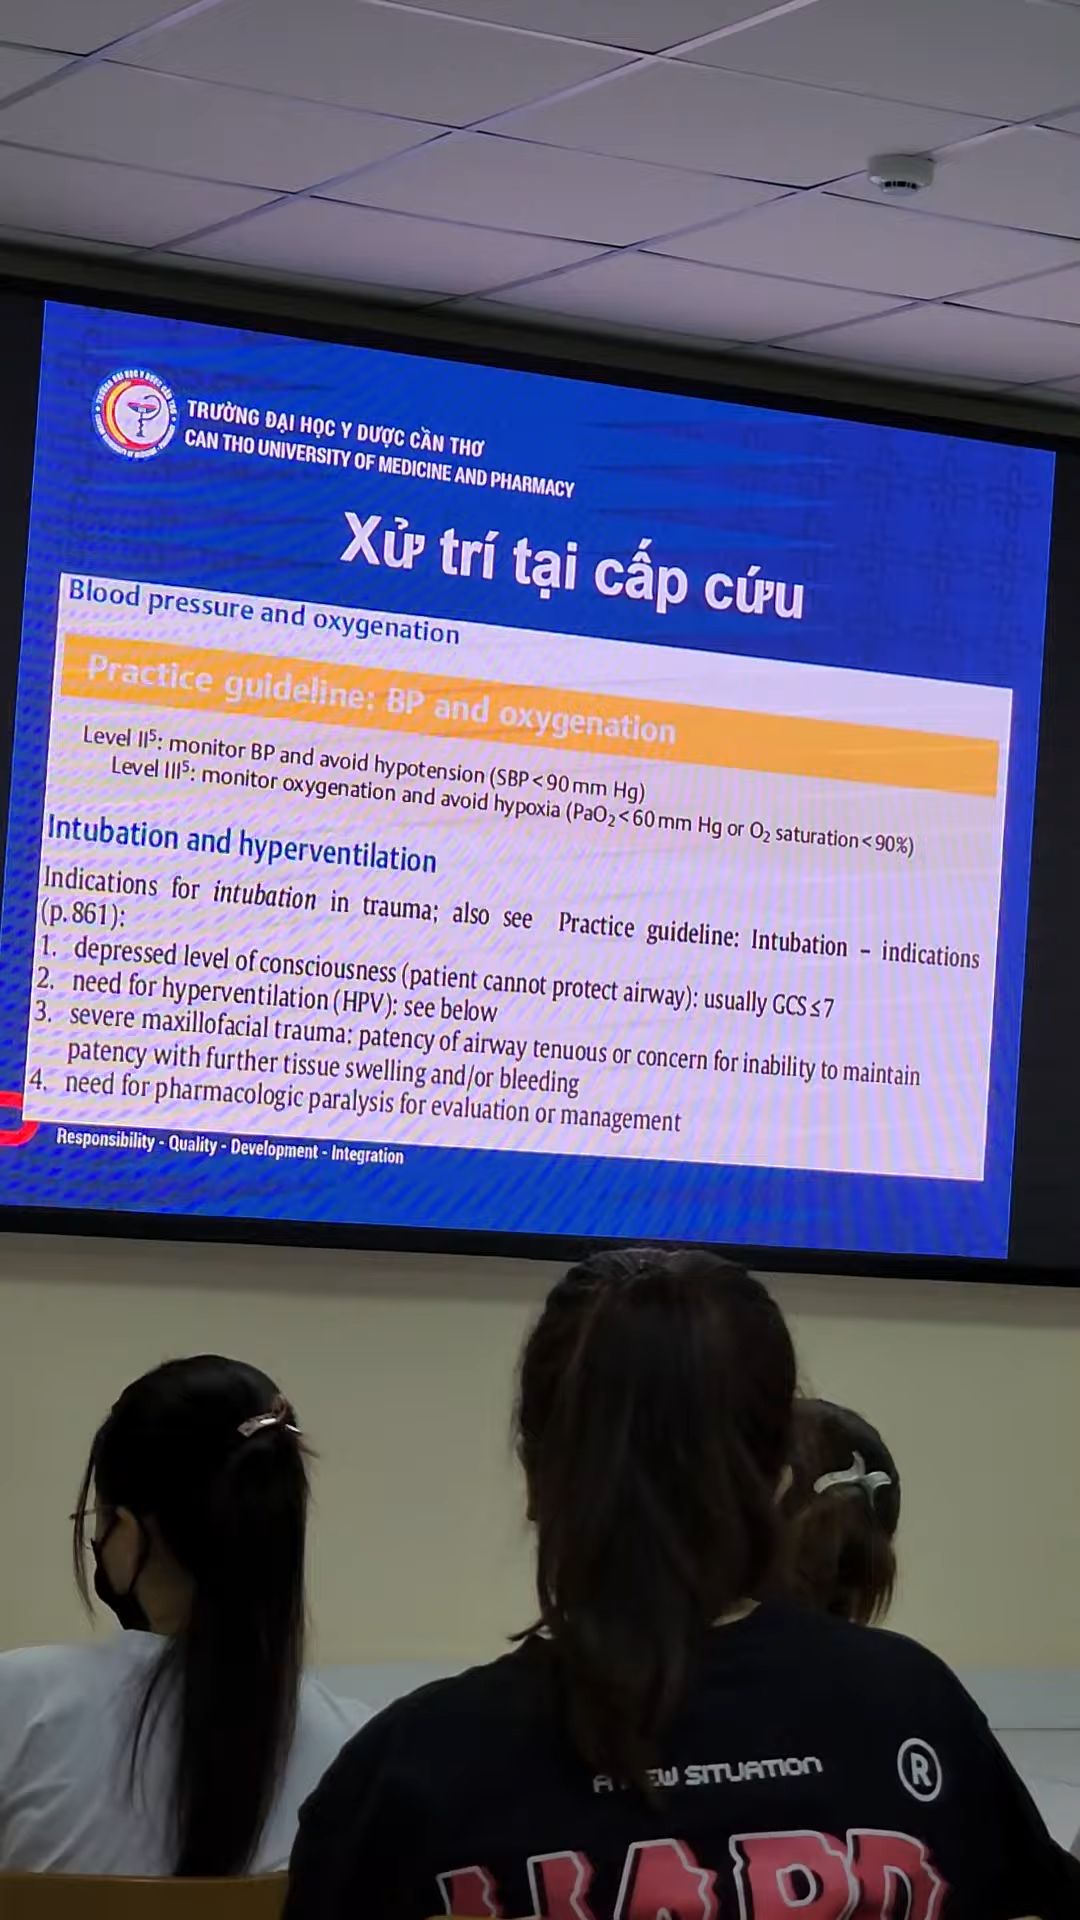 TRƯỜNG ĐẠI HỌC Y DƯỢC CẦN THƠ
CAN THO UNIVERSITY OF MEDICINE AND PHARMACY
Xử trí tại cấp cứu
Blood pressure and oxygenation
Practice guideline: BP and oxygenation
Level II⁵: monitor BP and avoid hypotension (SBP<90 mm Hg)
Level III⁵: monitor oxygenation and avoid hypoxia (PaO₂<60 mm Hg or O₂ saturation<90%)
Intubation and hyperventilation
Indications for intubation in trauma; also see Practice guideline: Intubation – indications
(p. 861):
1. depressed level of consciousness (patient cannot protect airway): usually GCS≤7
2. need for hyperventilation (HPV): see below
3. severe maxillofacial trauma: patency of airway tenuous or concern for inability to maintain
patency with further tissue swelling and/or bleeding
4. need for pharmacologic paralysis for evaluation or management
Responsibility - Quality - Development - Integration
A SITUATION ®
HARD